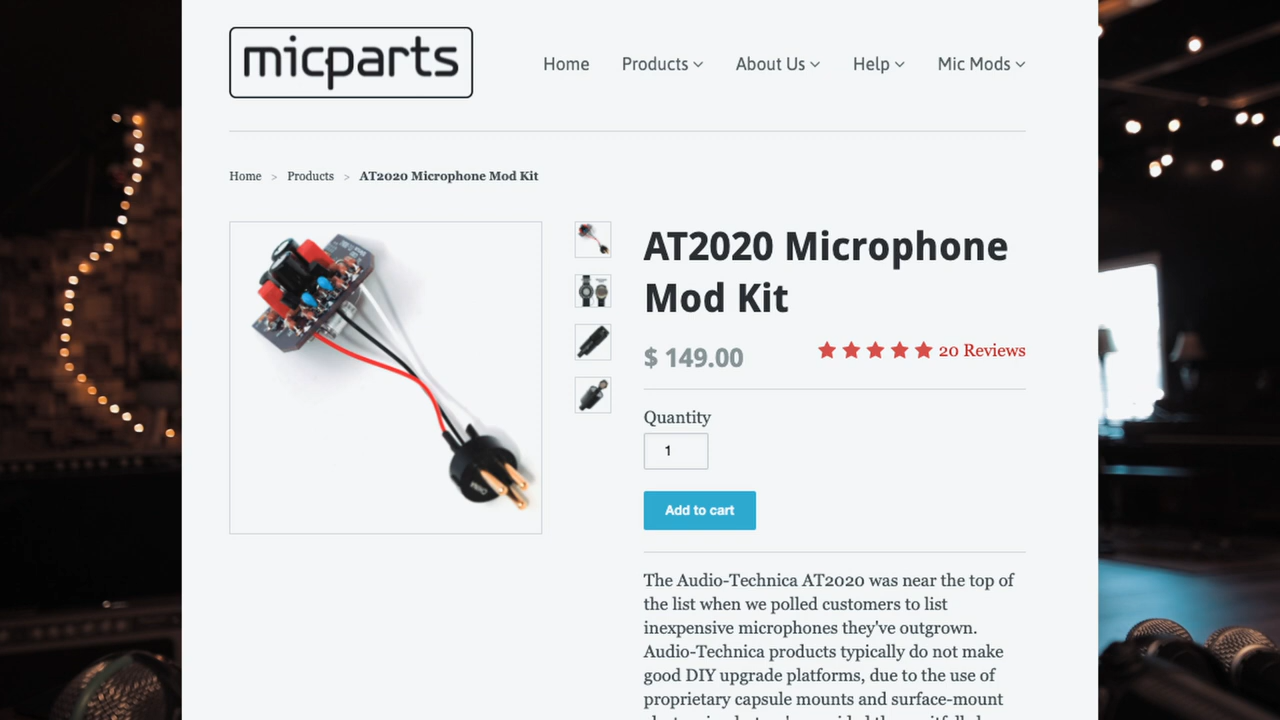 micparts
Home Products About Us Help Mic Mods
Home > Products > AT2020 Microphone Mod Kit
AT2020 Microphone
Mod Kit
$ 149.00
20 Reviews
Quantity
1
Add to cart
The Audio-Technica AT2020 was near the top of
the list when we polled customers to list
inexpensive microphones they've outgrown.
Audio-Technica products typically do not make
good DIY upgrade platforms, due to the use of
proprietary capsule mounts and surface-mount